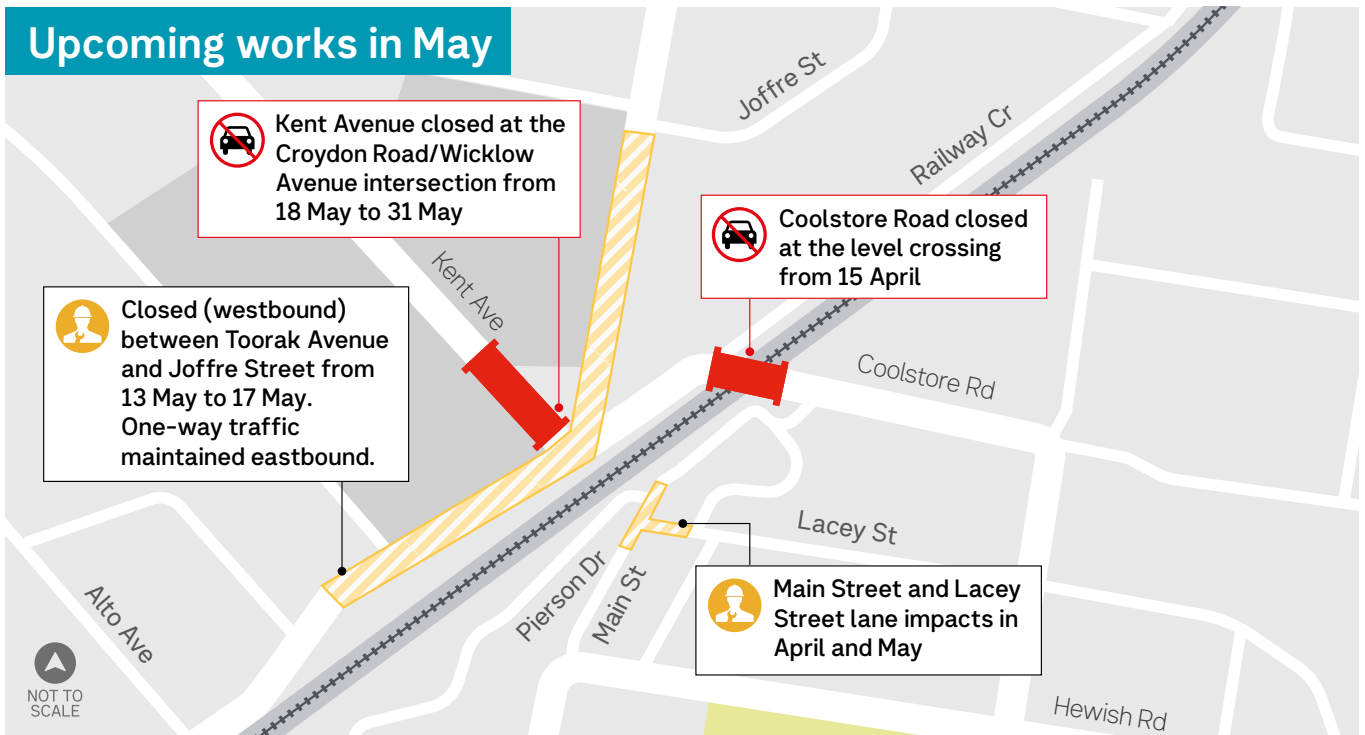 Upcoming works in May
Joffre St
Railway Cr
Kent Avenue closed at the
Croydon Road/Wicklow
Avenue intersection from
18 May to 31 May
Coolstore Road closed
at the level crossing
from 15 April
Kent Ave
Closed (westbound)
between Toorak Avenue
and Joffre Street from
13 May to 17 May.
One-way traffic
maintained eastbound.
Coolstore Rd
Lacey St
Pierson Dr
Main St
Main Street and Lacey
Street lane impacts in
April and May
Alto Ave
NOT TO
SCALE
Hewish Rd